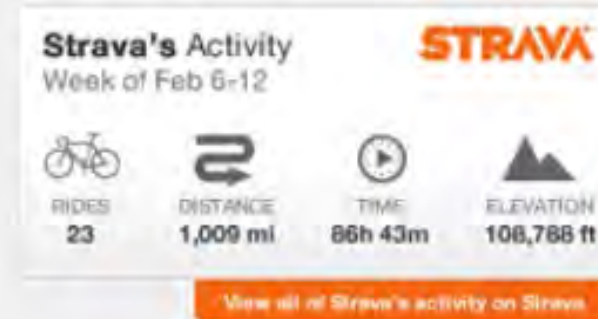 Strava's Activity
STRAVA
Week of Feb 6-12
RIDES DISTANCE TIME ELEVATION
23 1,009 mi 86h 43m 108,788 ft
View all of Strava's activity on Strava